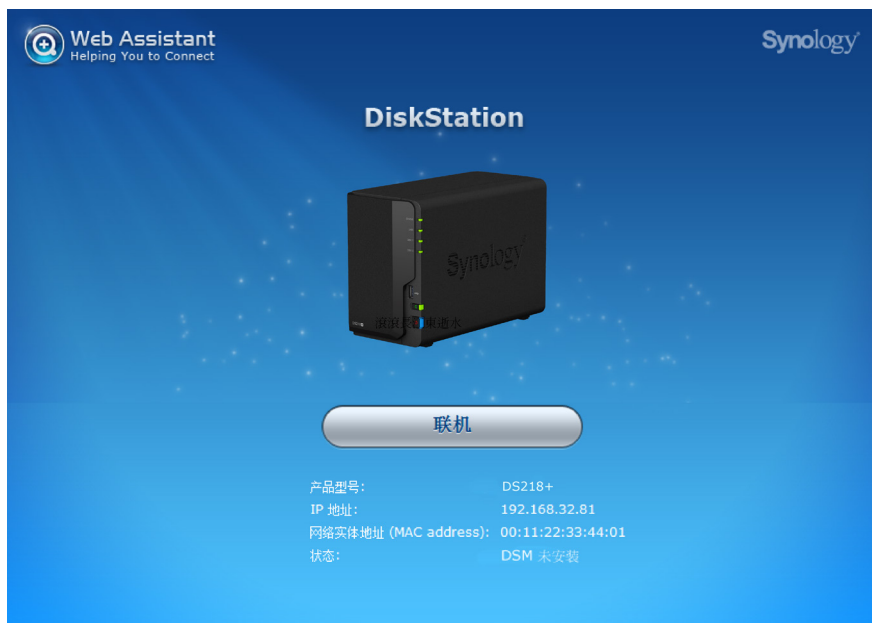 Web Assistant
Helping You to Connect
Synology
DiskStation
Synology
联机
产品型号: DS218+
IP 地址: 192.168.32.81
网络实体地址 (MAC address): 00:11:22:33:44:01
状态: DSM 未安装